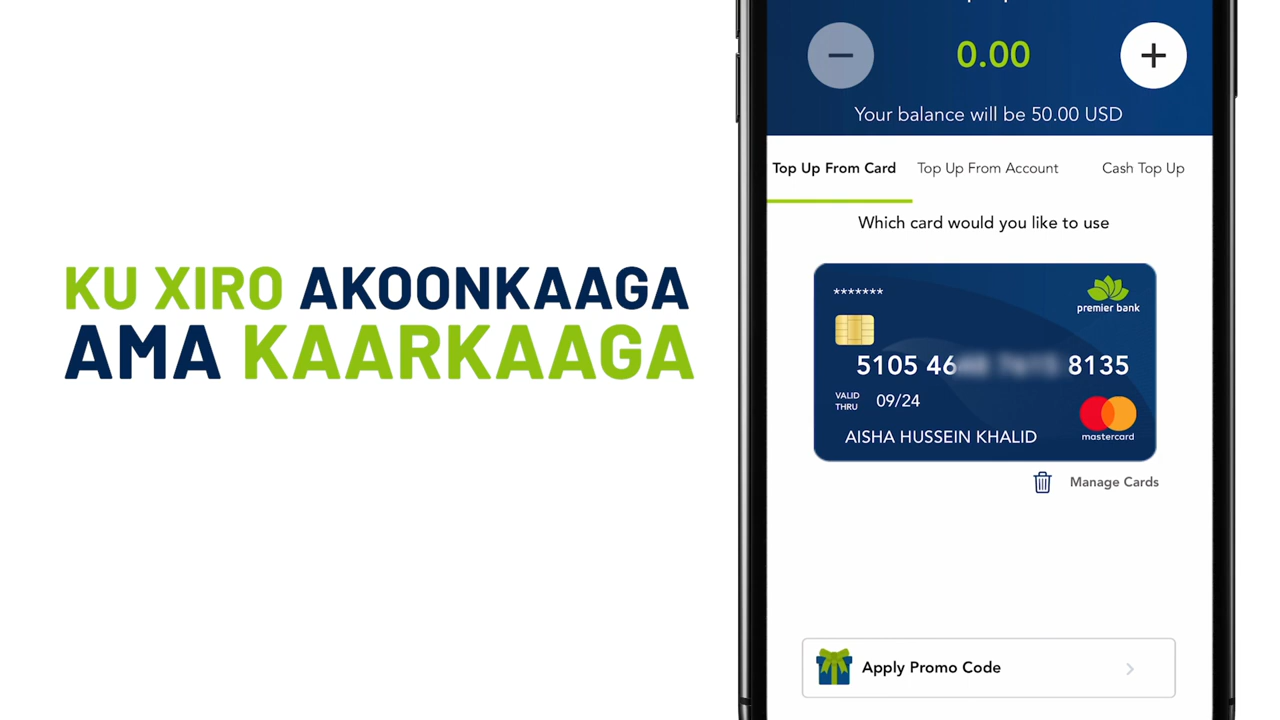 KU XIRO AKOONKAAGA
AMA KAARKAAGA
0.00
Your balance will be 50.00 USD
Top Up From Card Top Up From Account Cash Top Up
Which card would you like to use
*******
premier bank
5105 46 8135
VALID THRU 09/24
mastercard
AISHA HUSSEIN KHALID
Manage Cards
Apply Promo Code